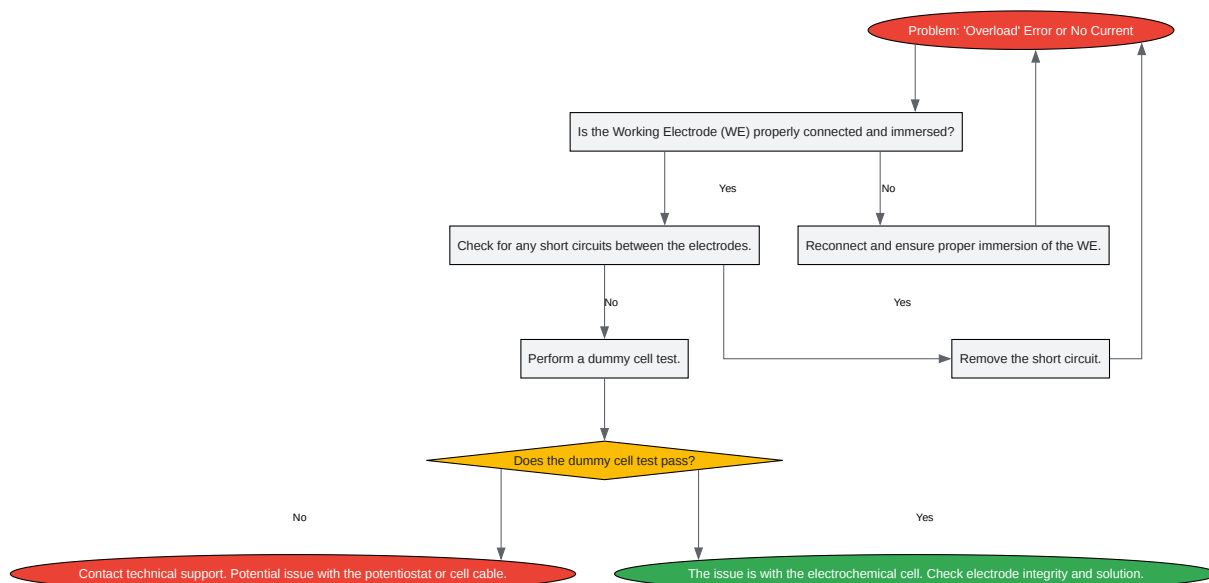 Problem: 'Overload' Error or No Current
Is the Working Electrode (WE) properly connected and immersed?
Yes
No
Check for any short circuits between the electrodes.
Reconnect and ensure proper immersion of the WE.
No
Yes
Perform a dummy cell test.
Remove the short circuit.
Does the dummy cell test pass?
No
Yes
Contact technical support. Potential issue with the potentiostat or cell cable.
The issue is with the electrochemical cell. Check electrode integrity and solution.